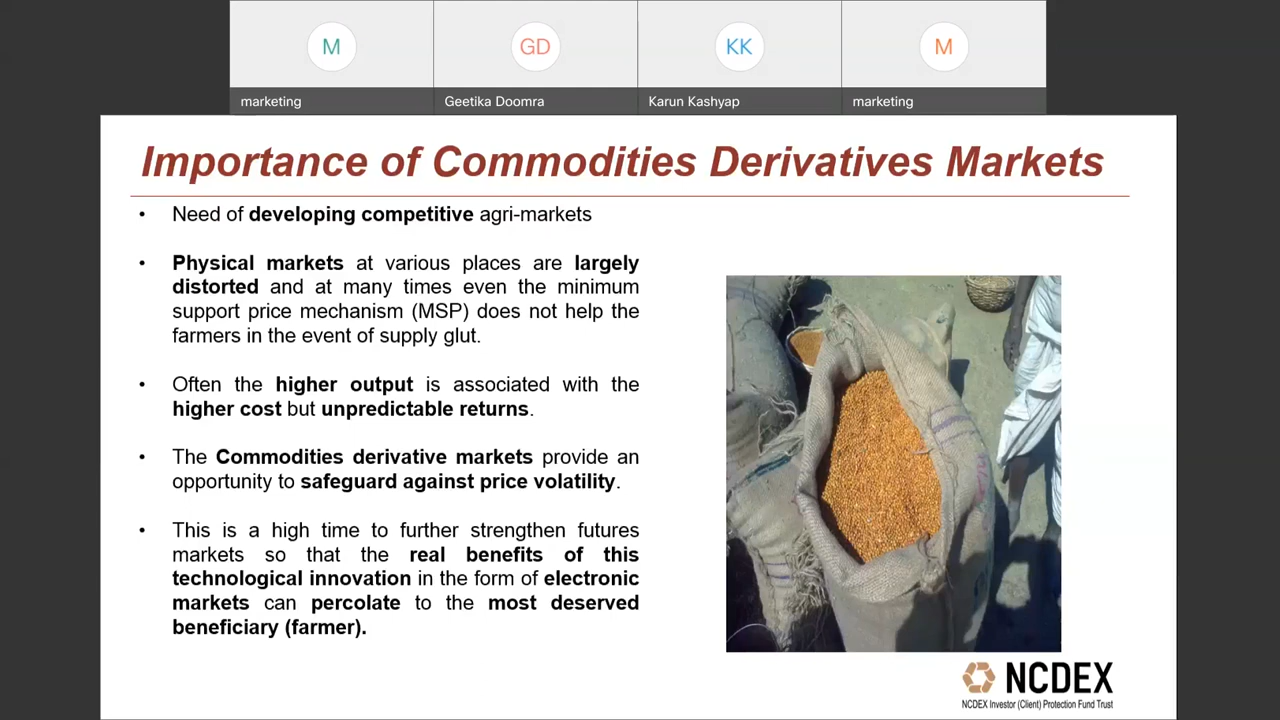 M
GD
KK
M
marketing
Geetika Doomra
Karun Kashyap
marketing
Importance of Commodities Derivatives Markets
• Need of developing competitive agri-markets
• Physical markets at various places are largely
distorted and at many times even the minimum
support price mechanism (MSP) does not help the
farmers in the event of supply glut.
• Often the higher output is associated with the
higher cost but unpredictable returns.
• The Commodities derivative markets provide an
opportunity to safeguard against price volatility.
• This is a high time to further strengthen futures
markets so that the real benefits of this
technological innovation in the form of electronic
markets can percolate to the most deserved
beneficiary (farmer).
NCDEX
NCDEX Investor (Client) Protection Fund Trust